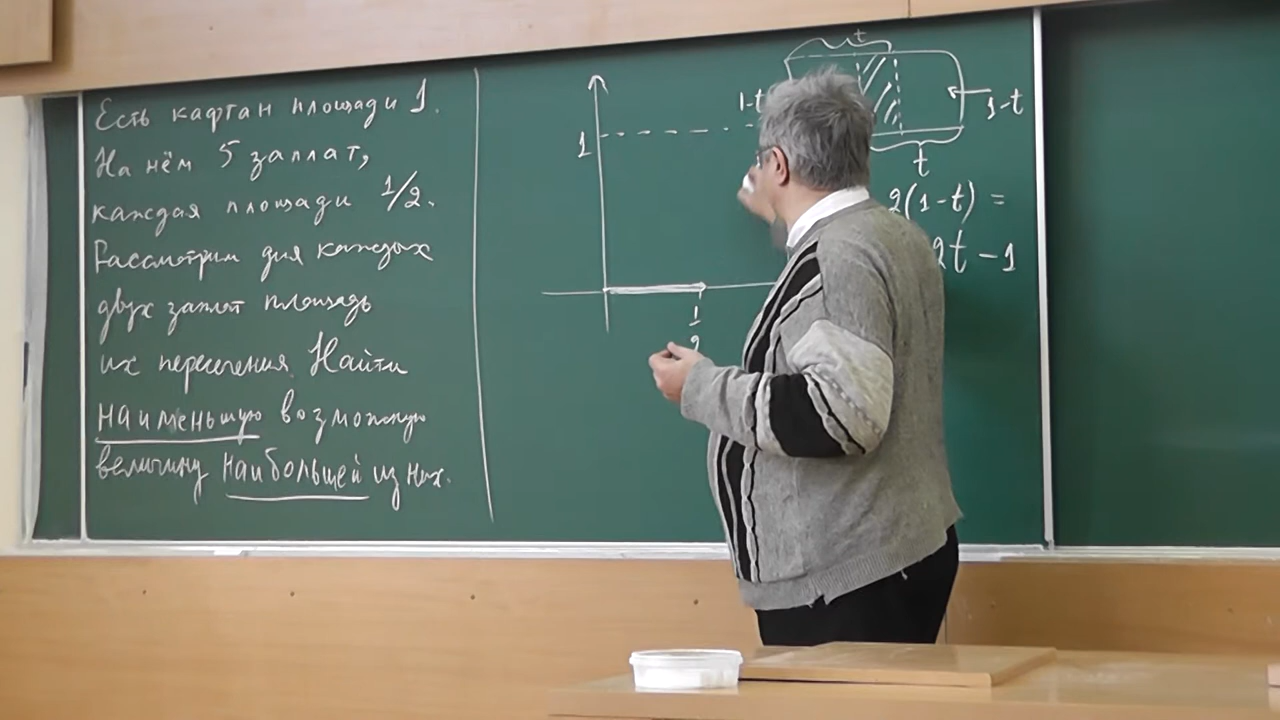 Есть кафтан площади 1.
На нём 5 заплат,
каждая площади 1/2.
Рассмотрим для каждых
двух заплат площадь
их пересечения. Найти
наименьшую возможную
величину наибольшей из них.
1
1
2
t
1-t
1-t
t
2(1-t) =
2t - 1